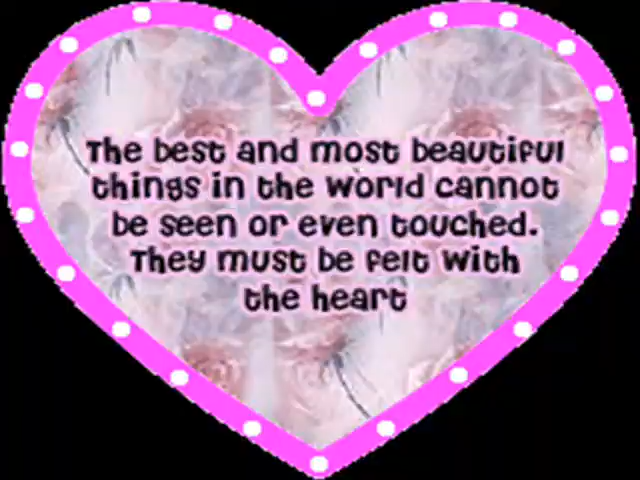 The best and most beautiful
things in the world cannot
be seen or even touched.
They must be felt with
the heart